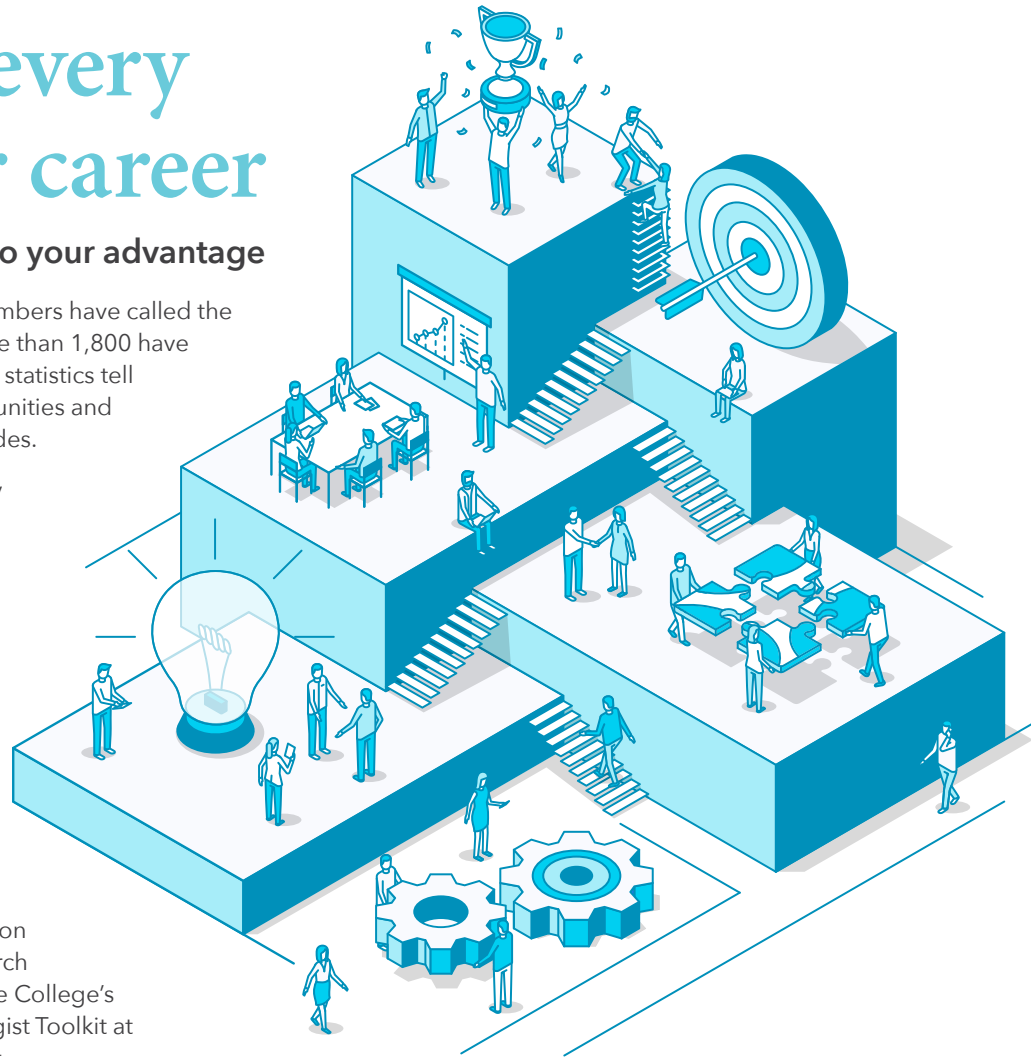 every
career
o your advantage
mbers have called the
e than 1,800 have
statistics tell
unities and
des.
on
rch
e College's
gist Toolkit at